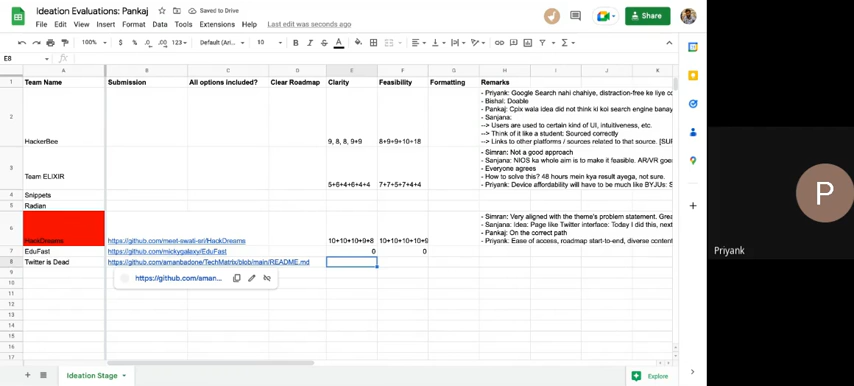 Ideation Evaluations: Pankaj
Saved to Drive
File Edit View Insert Format Data Tools Extensions Help Last edit was seconds ago
Share
100% $ % .0 .00 123 Default (Ari... 10 B I S A
E8 fx
A B C D E F G H I J K
1 Team Name Submission All options included? Clear Roadmap Clarity Feasibility Formatting Remarks
- Priyank: Google Search nahi chahiye, distraction-free ke liye co
- Bishal: Doable
- Pankaj: Cpix wala idea did not think ki koi search engine banay
- Sanjana:
--> Users are used to certain kind of UI, intuitiveness, etc.
--> Think of it like a student: Sourced correctly
--> Links to other platforms / sources related to that source. [SUF
2 HackerBee 9, 8, 8, 9+9 8+9+9+10+18
- Simran: Not a good approach
- Sanjana: NIOS ka whole aim is to make it feasible. AR/VR goes
- Everyone agrees
- How to solve this? 48 hours mein kya result ayega, not sure.
- Priyank: Device affordability will have to be much like BYJUs: S
3 Team ELIXIR 5+6+4+6+4+4 7+7+5+7+4+4
4 Snippets
5 Radian
- Simran: Very aligned with the theme's problem statement. Grea
- Sanjana: Idea: Page like Twitter interface: Today I did this, next
- Pankaj: On the correct path
- Priyank: Ease of access, roadmap start-to-end, diverse content
6 HackDreams https://github.com/meet-swati-sri/HackDreams 10+10+10+9+8 10+10+10+10+9
7 EduFast https://github.com/mickygalaxy/EduFast 0 0
8 Twitter is Dead https://github.com/amanbadone/TechMatrix/blob/main/README.md
https://github.com/aman...
9
10
11
12
13
14
15
16
17
Ideation Stage
Explore
P
Priyank